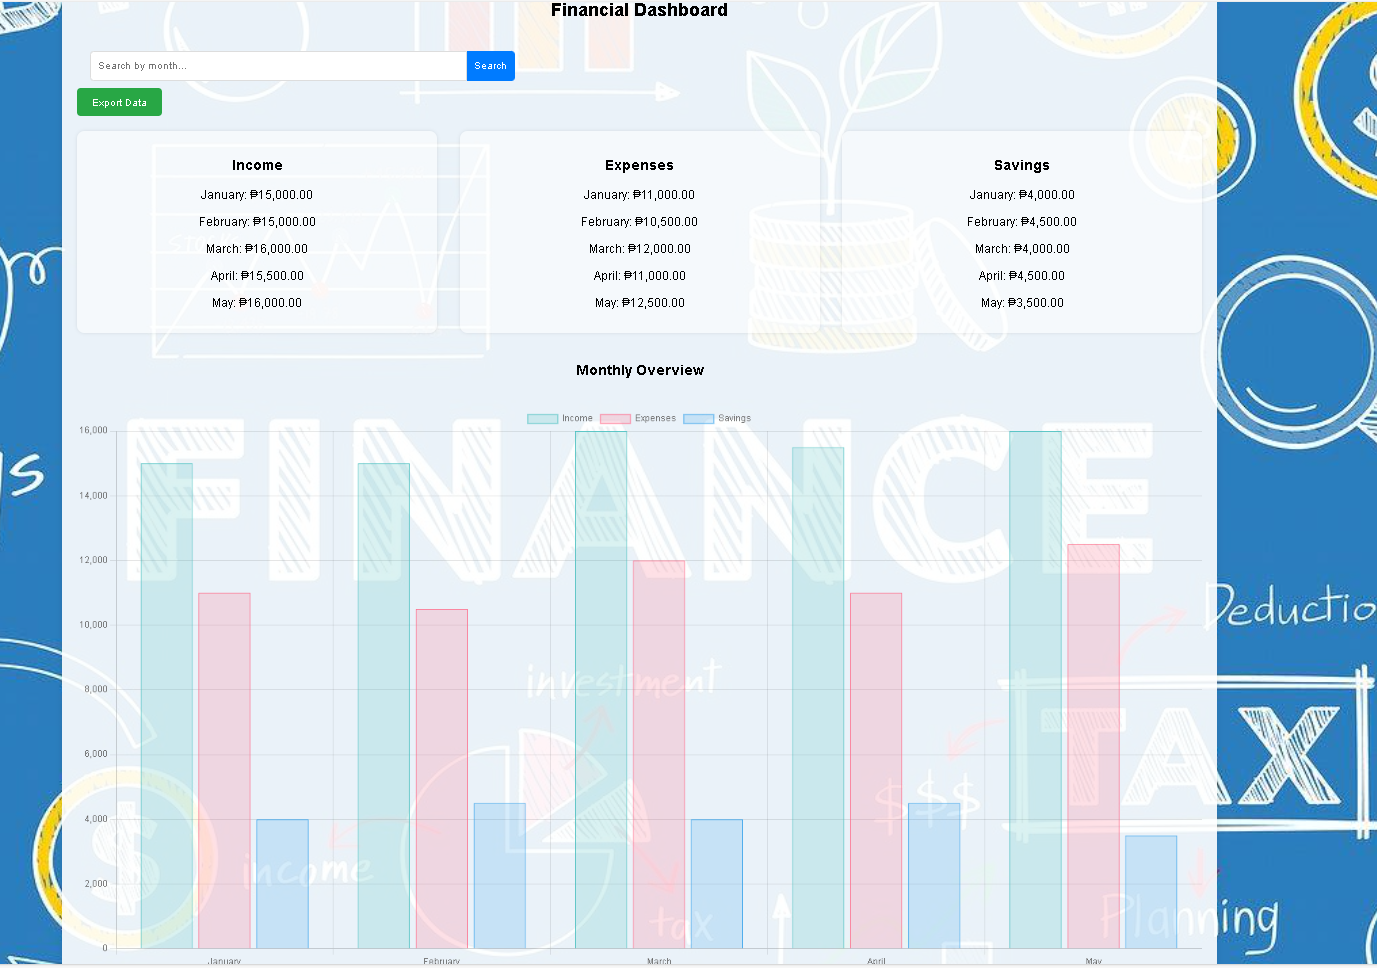 Financial Dashboard
Search by month...
Search
Export Data
Income
January: ₱15,000.00
February: ₱15,000.00
March: ₱16,000.00
April: ₱15,500.00
May: ₱16,000.00
Expenses
January: ₱11,000.00
February: ₱10,500.00
March: ₱12,000.00
April: ₱11,000.00
May: ₱12,500.00
Savings
January: ₱4,000.00
February: ₱4,500.00
March: ₱4,000.00
April: ₱4,500.00
May: ₱3,500.00
Monthly Overview
Income Expenses Savings
FINANCE
16,000
14,000
12,000
10,000
8,000
6,000
4,000
2,000
0
Deductio
investment
TAX
$$$
$
income
tax
Planning
January February March April May